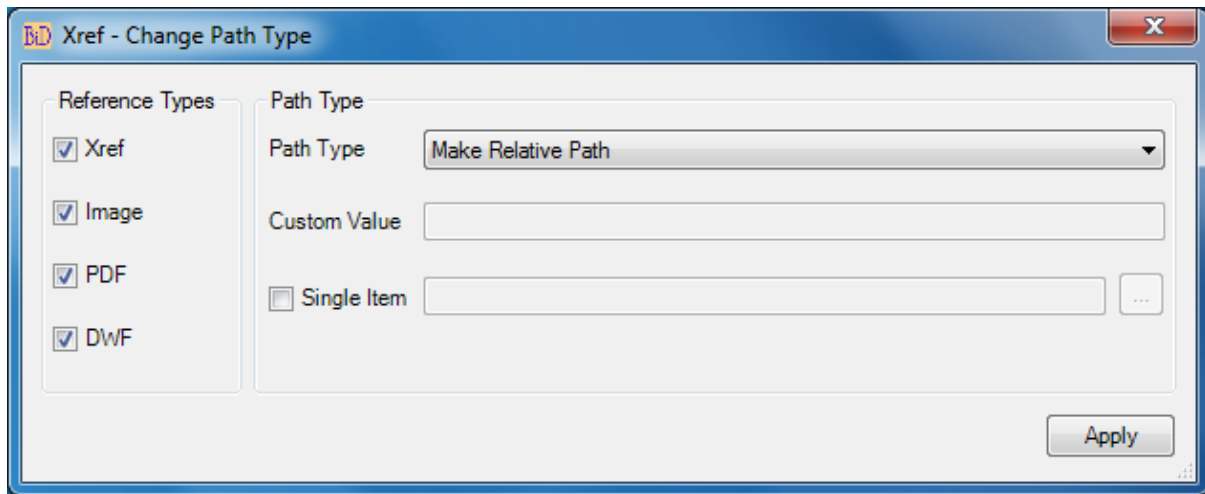 BiD Xref - Change Path Type
Reference Types
Xref
Image
PDF
DWF
Path Type
Path Type Make Relative Path
Custom Value
Single Item ...
Apply